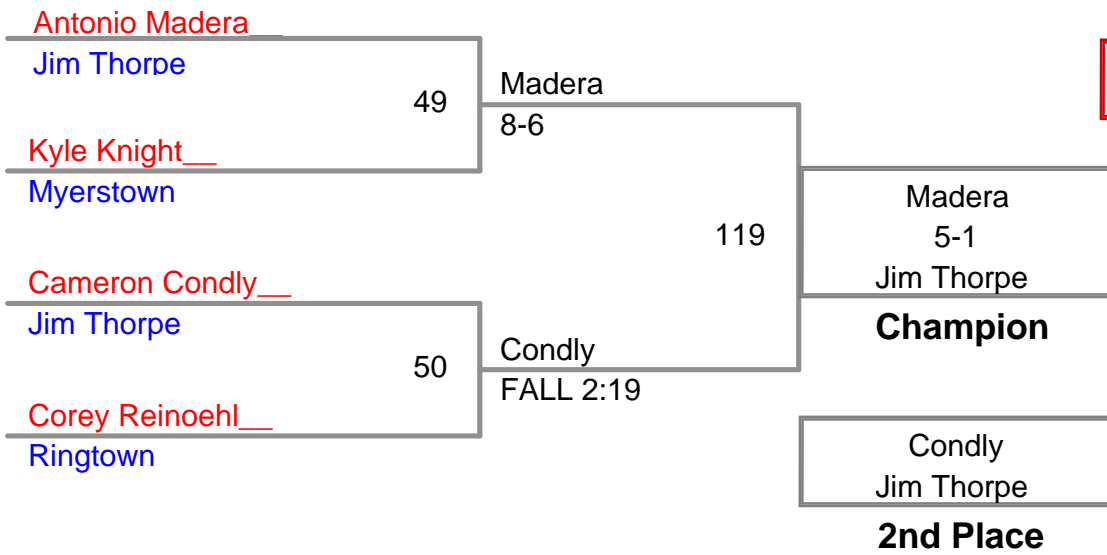 Antonio Madera__
Jim Thorpe
49
Madera
8-6
Kyle Knight__
Myerstown
119
Madera
5-1
Jim Thorpe
Champion
Cameron Condly__
Jim Thorpe
50
Condly
FALL 2:19
Corey Reinoehl__
Ringtown
Condly
Jim Thorpe
2nd Place